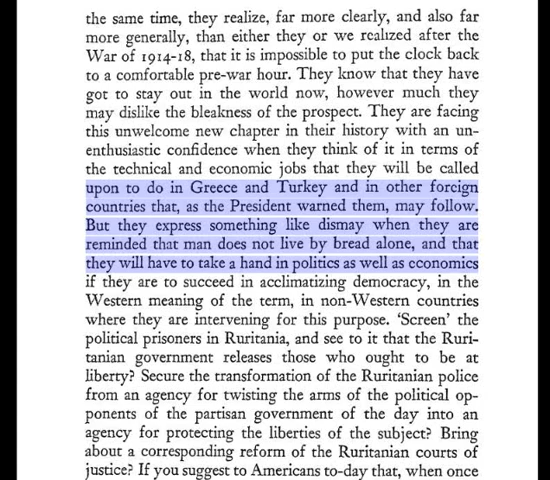 the same time, they realize, far more clearly, and also far
more generally, than either they or we realized after the
War of 1914-18, that it is impossible to put the clock back
to a comfortable pre-war hour. They know that they have
got to stay out in the world now, however much they
may dislike the bleakness of the prospect. They are facing
this unwelcome new chapter in their history with an un-
enthusiastic confidence when they think of it in terms of
the technical and economic jobs that they will be called
upon to do in Greece and Turkey and in other foreign
countries that, as the President warned them, may follow.
But they express something like dismay when they are
reminded that man does not live by bread alone, and that
they will have to take a hand in politics as well as economics
if they are to succeed in acclimatizing democracy, in the
Western meaning of the term, in non-Western countries
where they are intervening for this purpose. ‘Screen’ the
political prisoners in Ruritania, and see to it that the Ruri-
tanian government releases those who ought to be at
liberty? Secure the transformation of the Ruritanian police
from an agency for twisting the arms of the political op-
ponents of the partisan government of the day into an
agency for protecting the liberties of the subject? Bring
about a corresponding reform of the Ruritanian courts of
justice? If you suggest to Americans to-day that, when once